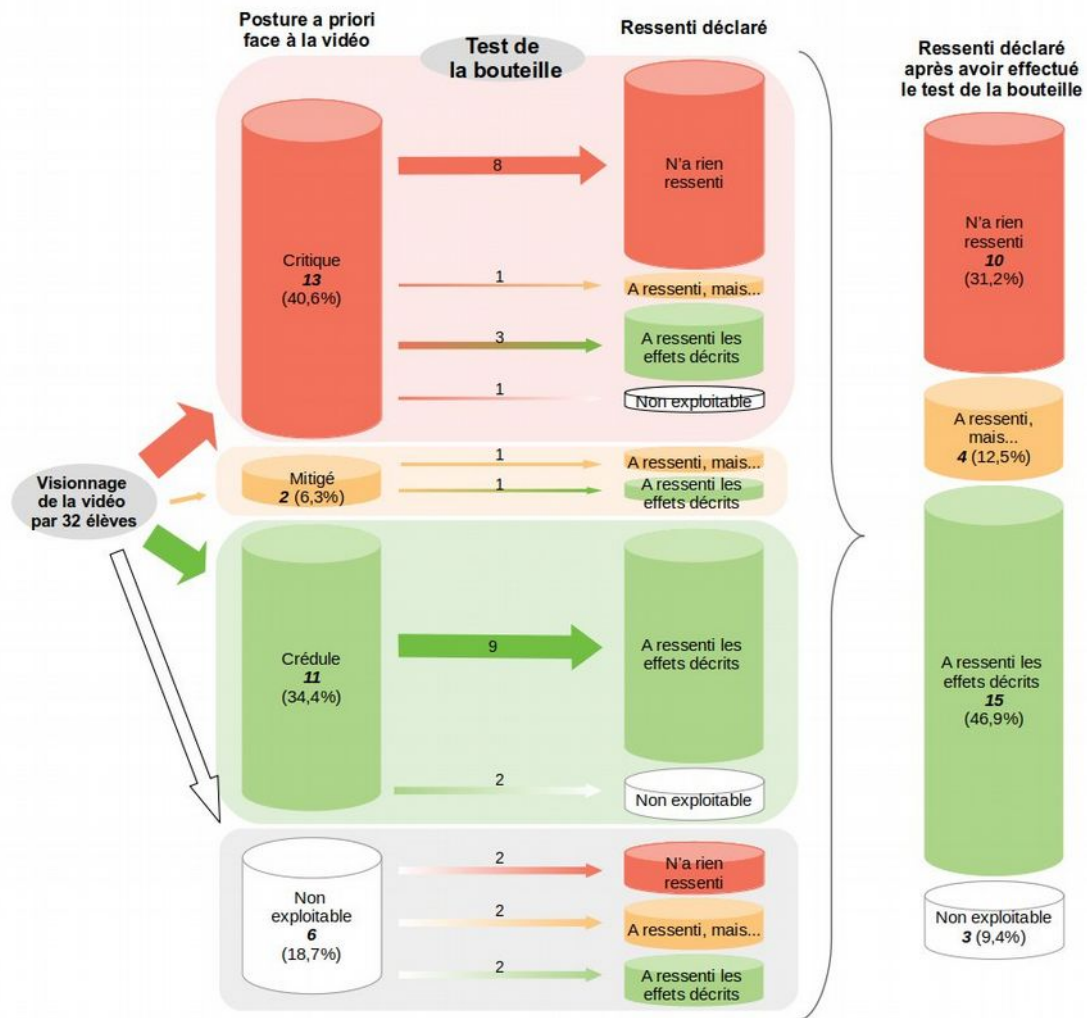 Posture a priori
face à la vidéo
Test de
la bouteille
Ressenti déclaré
Ressenti déclaré
après avoir effectué
le test de la bouteille
Visionnage
de la vidéo
par 32 élèves
Critique
13
(40,6%)
8
N'a rien
ressenti
1
A ressenti, mais...
3
A ressenti les
effets décrits
1
Non exploitable
Mitigé
2 (6,3%)
1
A ressenti, mais...
1
A ressenti les
effets décrits
Crédule
11
(34,4%)
9
A ressenti les
effets décrits
2
Non exploitable
Non
exploitable
6
(18,7%)
2
N'a rien
ressenti
2
A ressenti, mais...
2
A ressenti les
effets décrits
N'a rien
ressenti
10
(31,2%)
A ressenti,
mais...
4 (12,5%)
A ressenti les
effets décrits
15
(46,9%)
Non exploitable
3 (9,4%)